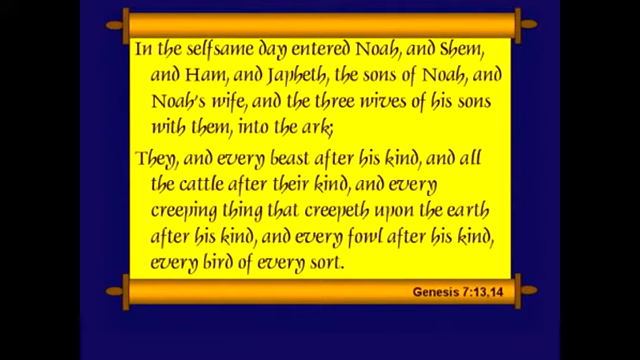 In the selfsame day entered Noah, and Shem,
and Ham, and Japheth, the sons of Noah, and
Noah's wife, and the three wives of his sons
with them, into the ark;
They, and every beast after his kind, and all
the cattle after their kind, and every
creeping thing that creepeth upon the earth
after his kind, and every fowl after his kind,
every bird of every sort.
Genesis 7:13,14